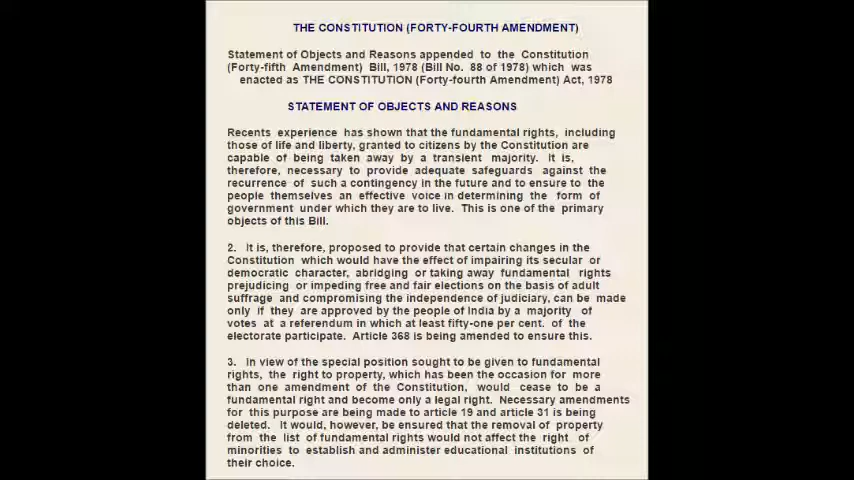 THE CONSTITUTION (FORTY-FOURTH AMENDMENT)
Statement of Objects and Reasons appended to the Constitution
(Forty-fifth Amendment) Bill, 1978 (Bill No. 88 of 1978) which was
enacted as THE CONSTITUTION (Forty-fourth Amendment) Act, 1978
STATEMENT OF OBJECTS AND REASONS
Recents experience has shown that the fundamental rights, including
those of life and liberty, granted to citizens by the Constitution are
capable of being taken away by a transient majority. It is,
therefore, necessary to provide adequate safeguards against the
recurrence of such a contingency in the future and to ensure to the
people themselves an effective voice in determining the form of
government under which they are to live. This is one of the primary
objects of this Bill.
2. It is, therefore, proposed to provide that certain changes in the
Constitution which would have the effect of impairing its secular or
democratic character, abridging or taking away fundamental rights
prejudicing or impeding free and fair elections on the basis of adult
suffrage and compromising the independence of judiciary, can be made
only if they are approved by the people of India by a majority of
votes at a referendum in which at least fifty-one per cent. of the
electorate participate. Article 368 is being amended to ensure this.
3. In view of the special position sought to be given to fundamental
rights, the right to property, which has been the occasion for more
than one amendment of the Constitution, would cease to be a
fundamental right and become only a legal right. Necessary amendments
for this purpose are being made to article 19 and article 31 is being
deleted. It would, however, be ensured that the removal of property
from the list of fundamental rights would not affect the right of
minorities to establish and administer educational institutions of
their choice.